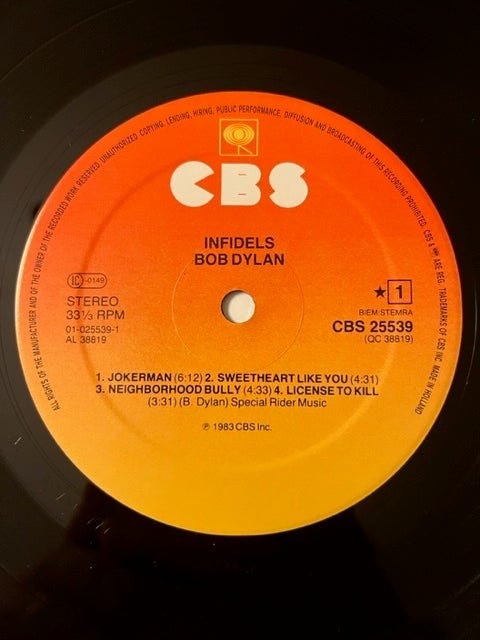 ALL RIGHTS OF THE MANUFACTURER AND OF THE OWNER OF THE RECORDED WORK RESERVED. UNAUTHORIZED COPYING, LENDING, HIRING, PUBLIC PERFORMANCE, DIFFUSION AND BROADCASTING OF THIS RECORDING PROHIBITED. CBS & ARE REG. TRADEMARKS OF CBS INC. MADE IN HOLLAND
CBS
INFIDELS
BOB DYLAN
LC-0149
STEREO
33⅓ RPM
01-025539-1
AL 38819
★ 1
BIEM:STEMRA
CBS 25539
(QC 38819)
1. JOKERMAN (6:12) 2. SWEETHEART LIKE YOU (4:31)
3. NEIGHBORHOOD BULLY (4:33) 4. LICENSE TO KILL
(3:31) (B. Dylan) Special Rider Music
℗ 1983 CBS Inc.